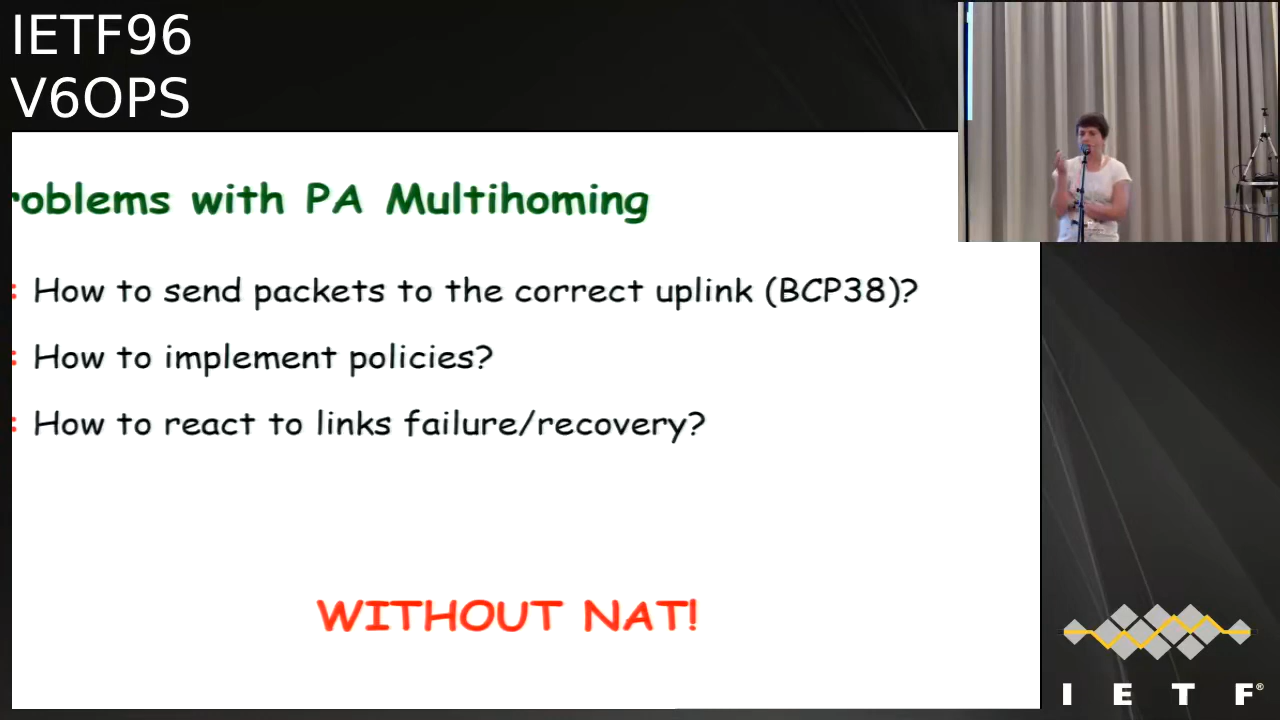 IETF96
V6OPS
roblems with PA Multihoming
How to send packets to the correct uplink (BCP38)?
How to implement policies?
How to react to links failure/recovery?
WITHOUT NAT!
I E T F®